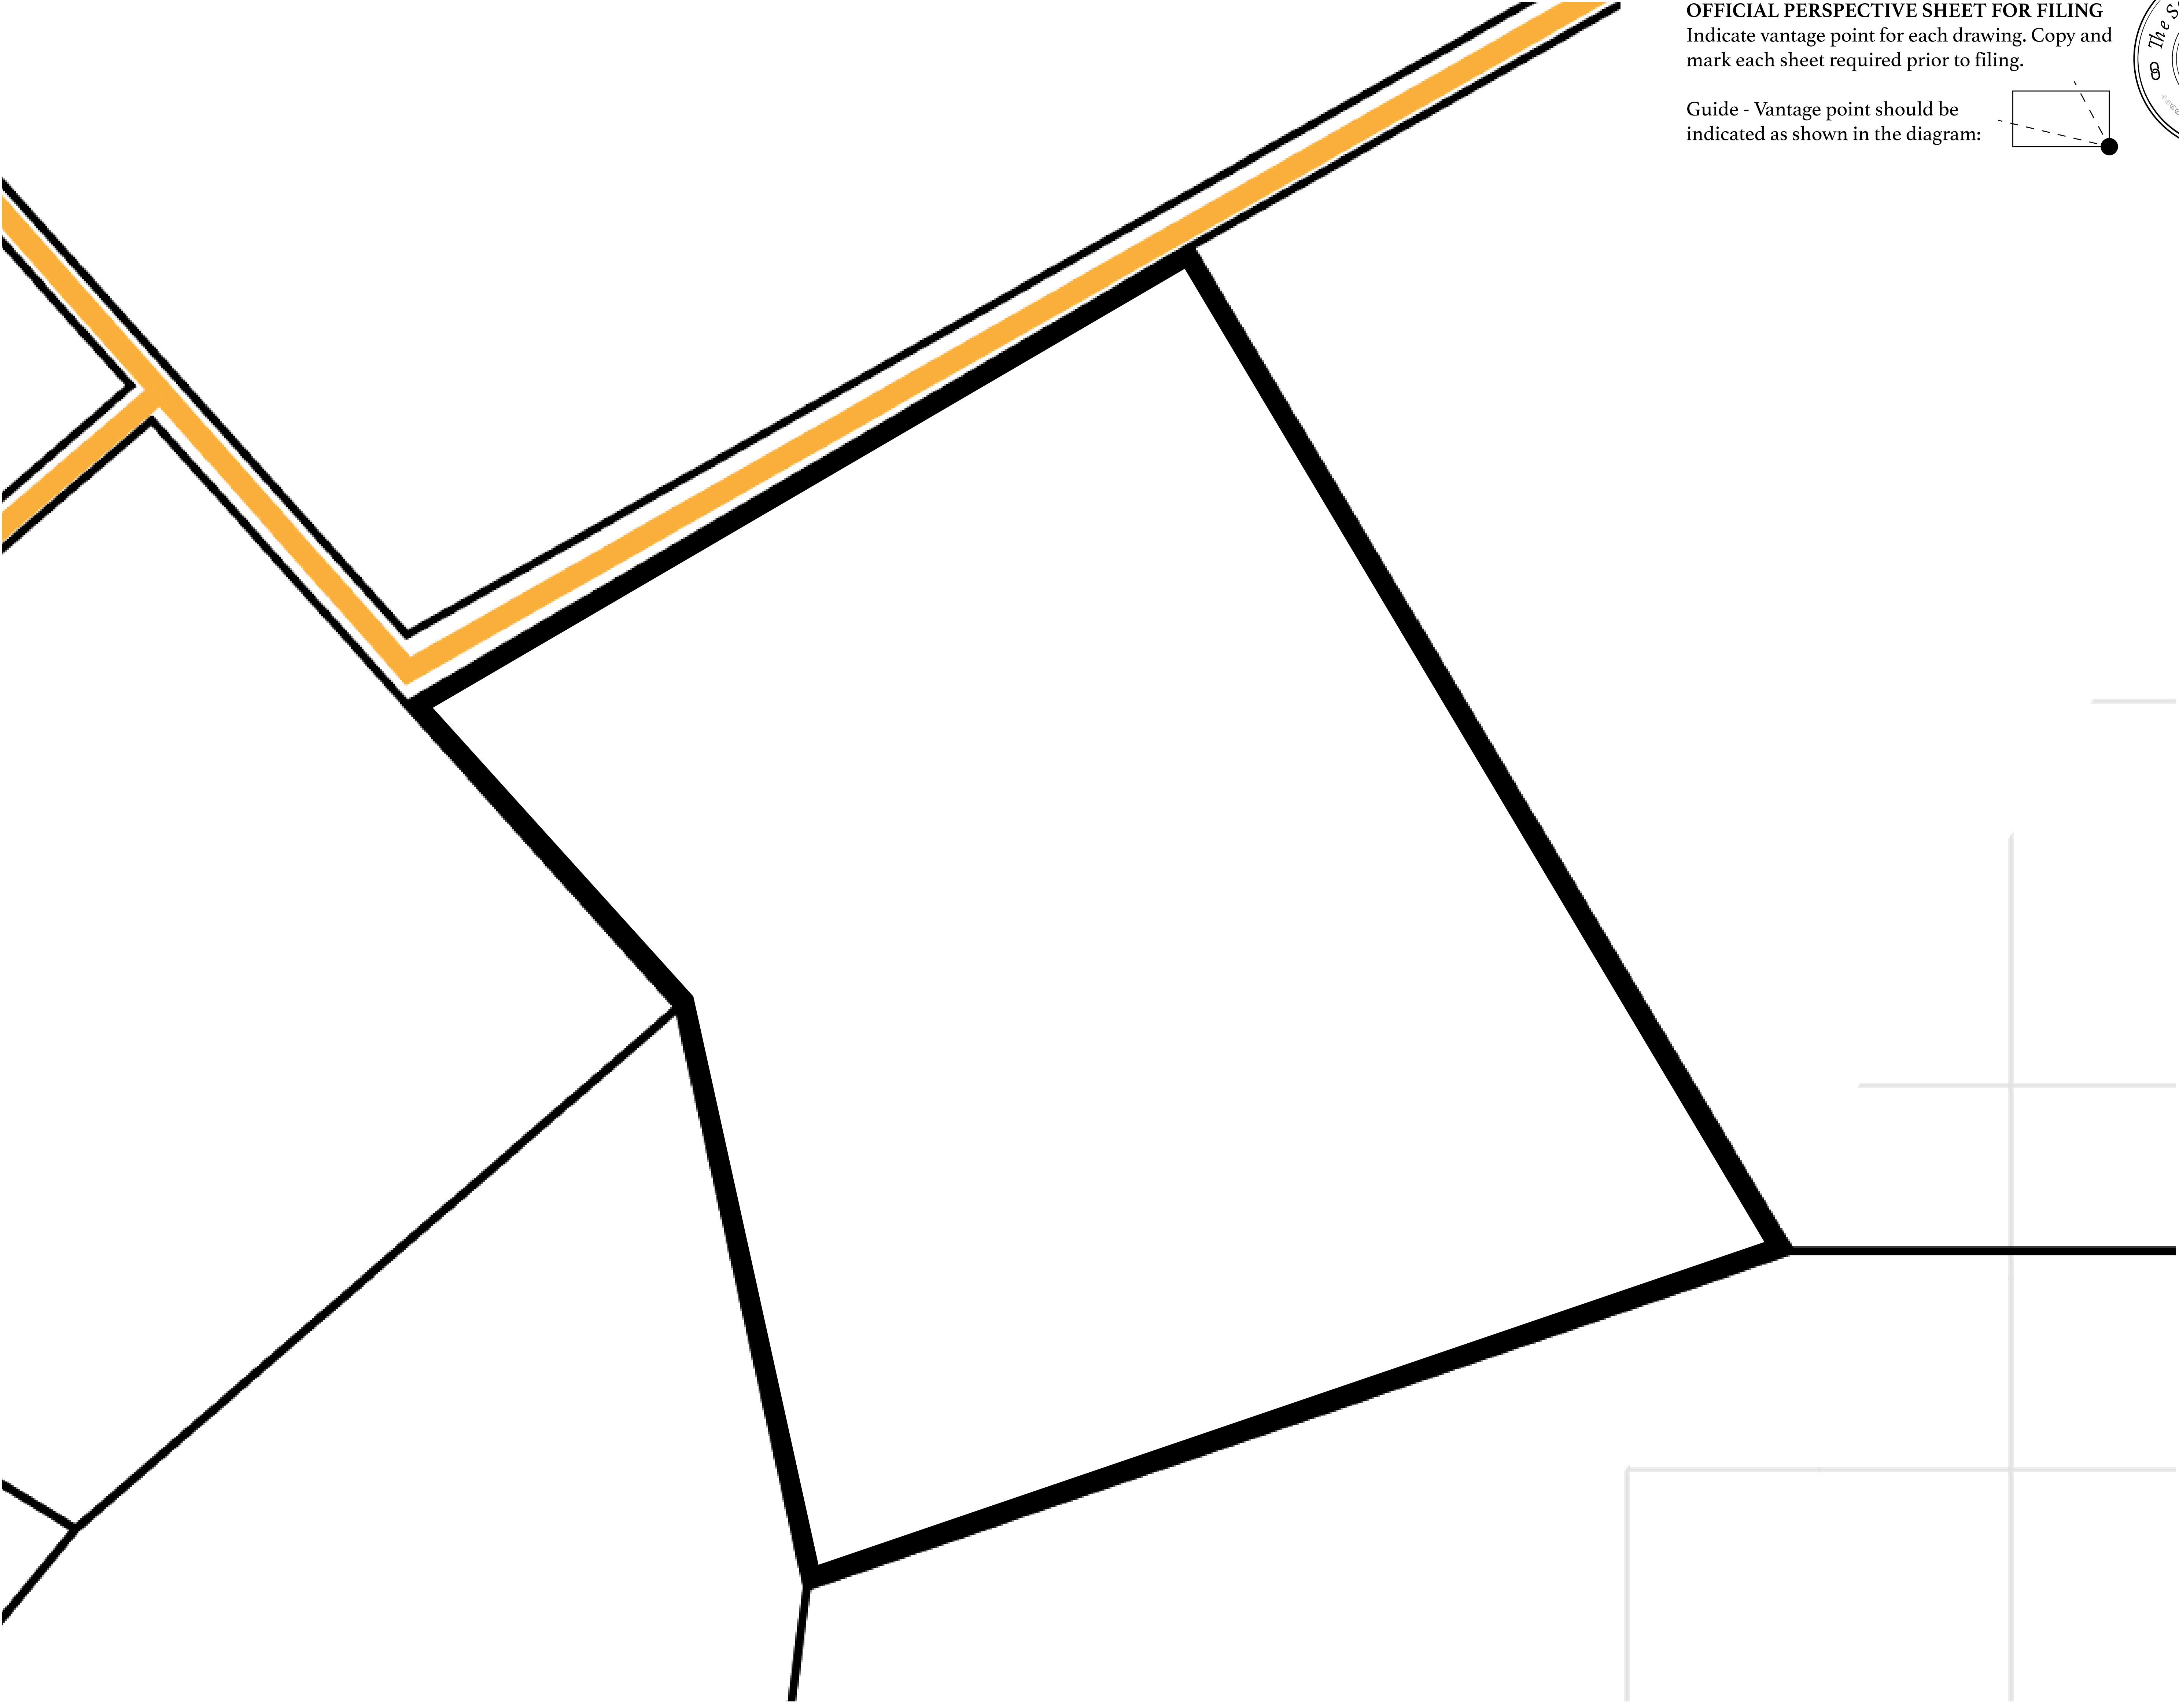 OFFICIAL PERSPECTIVE SHEET FOR FILING
Indicate vantage point for each drawing. Copy and
mark each sheet required prior to filing.
Guide - Vantage point should be
indicated as shown in the diagram:
The